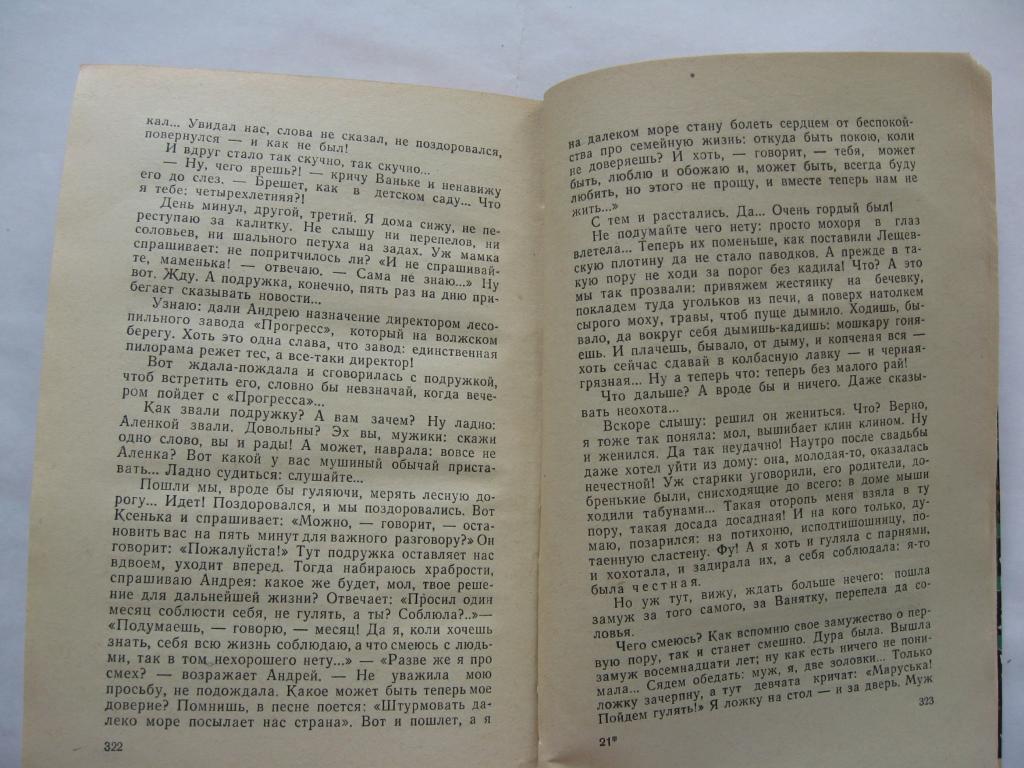 кал... Увидал нас, слова не сказал, не поздоровался,
повернулся — и как не был!
И вдруг стало так скучно, так скучно...
— Ну, чего врешь?! — кричу Ваньке и ненавижу
его до слез. — Брешет, как в детском саду... Что
я тебе: четырехлетняя?!
День минул, другой, третий. Я дома сижу, не пе-
реступаю за калитку. Не слышу ни перепелов, ни
соловьев, ни шального петуха на задах. Уж мамка
спрашивает: не попритчилось ли? «И не спрашивай-
те, маменька! — отвечаю. — Сама не знаю...» Ну
вот. Жду. А подружка, конечно, пять раз на дню при-
бегает сказывать новости...
Узнаю: дали Андрею назначение директором лесо-
пильного завода «Прогресс», который на волжском
берегу. Хоть это одна слава, что завод: единственная
пилорама режет тес, а все-таки директор!
Вот ждала-пождала и сговорилась с подружкой,
чтоб встретить его, словно бы невзначай, когда вече-
ром пойдет с «Прогресса»...
Как звали подружку? А вам зачем? Ну ладно:
Аленкой звали. Довольны? Эх вы, мужики: скажи
одно слово, вы и рады! А может, наврала: вовсе не
Аленка? Вот какой у вас мушиный обычай приста-
вать... Ладно судиться: слушайте...
Пошли мы, вроде бы гуляючи, мерять лесную до-
рогу... Идет! Поздоровался, и мы поздоровались. Вот
Ксенька и спрашивает: «Можно, — говорит, — оста-
новить вас на пять минут для важного разговору?» Он
говорит: «Пожалуйста!» Тут подружка оставляет нас
вдвоем, уходит вперед. Тогда набираюсь храбрости,
спрашиваю Андрея: какое же будет, мол, твое реше-
ние для дальнейшей жизни? Отвечает: «Просил один
месяц соблюсти себя, не гулять, а ты? Соблюла?..»—
«Подумаешь, — говорю, — месяц! Да я, коли хочешь
знать, себя всю жизнь соблюдаю, а что смеюсь с людь-
ми, так в том нехорошего нету...» — «Разве же я про
смех? — возражает Андрей. — Не уважила мою
просьбу, не подождала. Какое может быть теперь мое
доверие? Помнишь, в песне поется: «Штурмовать да-
леко море посылает нас страна». Вот и пошлет, а я
322
на далеком море стану болеть сердцем от беспокой-
ства про семейную жизнь: откуда быть покою, коли
не доверяешь? И хоть, — говорит, — тебя, может
быть, люблю и обожаю и, может быть, всегда буду
любить, но этого не прощу, и вместе теперь нам не
жить...»
С тем и расстались. Да... Очень гордый был!
Не подумайте чего нету: просто мохоря в глаз
влетела... Теперь их поменьше, как поставили Лещев-
скую плотину да не стало паводков. А прежде в та-
кую пору не ходи за порог без кадила! Что? А это
мы так прозвали: привяжем жестянку на бечевку,
покладем туда угольков из печи, а поверх натолкем
сырого моху, травы, чтоб пуще дымило. Ходишь, бы-
вало, да вокруг себя дымишь-кадишь: мошкару гоня-
ешь. И плачешь, бывало, от дыму, и копченая вся —
хоть сейчас сдавай в колбасную лавку — и черная-
грязная... Ну а теперь что: теперь без малого рай!
Что дальше? А вроде бы и ничего. Даже сказы-
вать неохота...
Вскоре слышу: решил он жениться. Что? Верно,
я тоже так поняла: мол, вышибает клин клином. Ну
и женился. Да так неудачно! Наутро после свадьбы
даже хотел уйти из дому: она, молодая-то, оказалась
нечестной! Уж старики уговорили, его родители, до-
бренькие были, снисходящие до всего: в доме мыши
ходили табунами... Такая оторопь меня взяла в ту
пору, такая досада досадная! И на кого только, ду-
маю, позарился: на потихоню, исподтишошницу, по-
таенную сластену. Фу! А я хоть и гуляла с парнями,
и хохотала, и задирала их, а себя соблюдала: я-то
была честная.
Но уж тут, вижу, ждать больше нечего: пошла
замуж за того самого, за Ванятку, перепела да со-
ловья.
Чего смеюсь? Как вспомню свое замужество о пер-
вую пору, так и станет смешно. Дура была. Вышла
замуж восемнадцати лет; ну как есть ничего не пони-
мала... Сядем обедать: муж, я, две золовки... Только
ложку зачерпну, а тут девчата кричат: «Маруська!
Пойдем гулять!» Я ложку на стол — и за дверь. Муж
21*
323